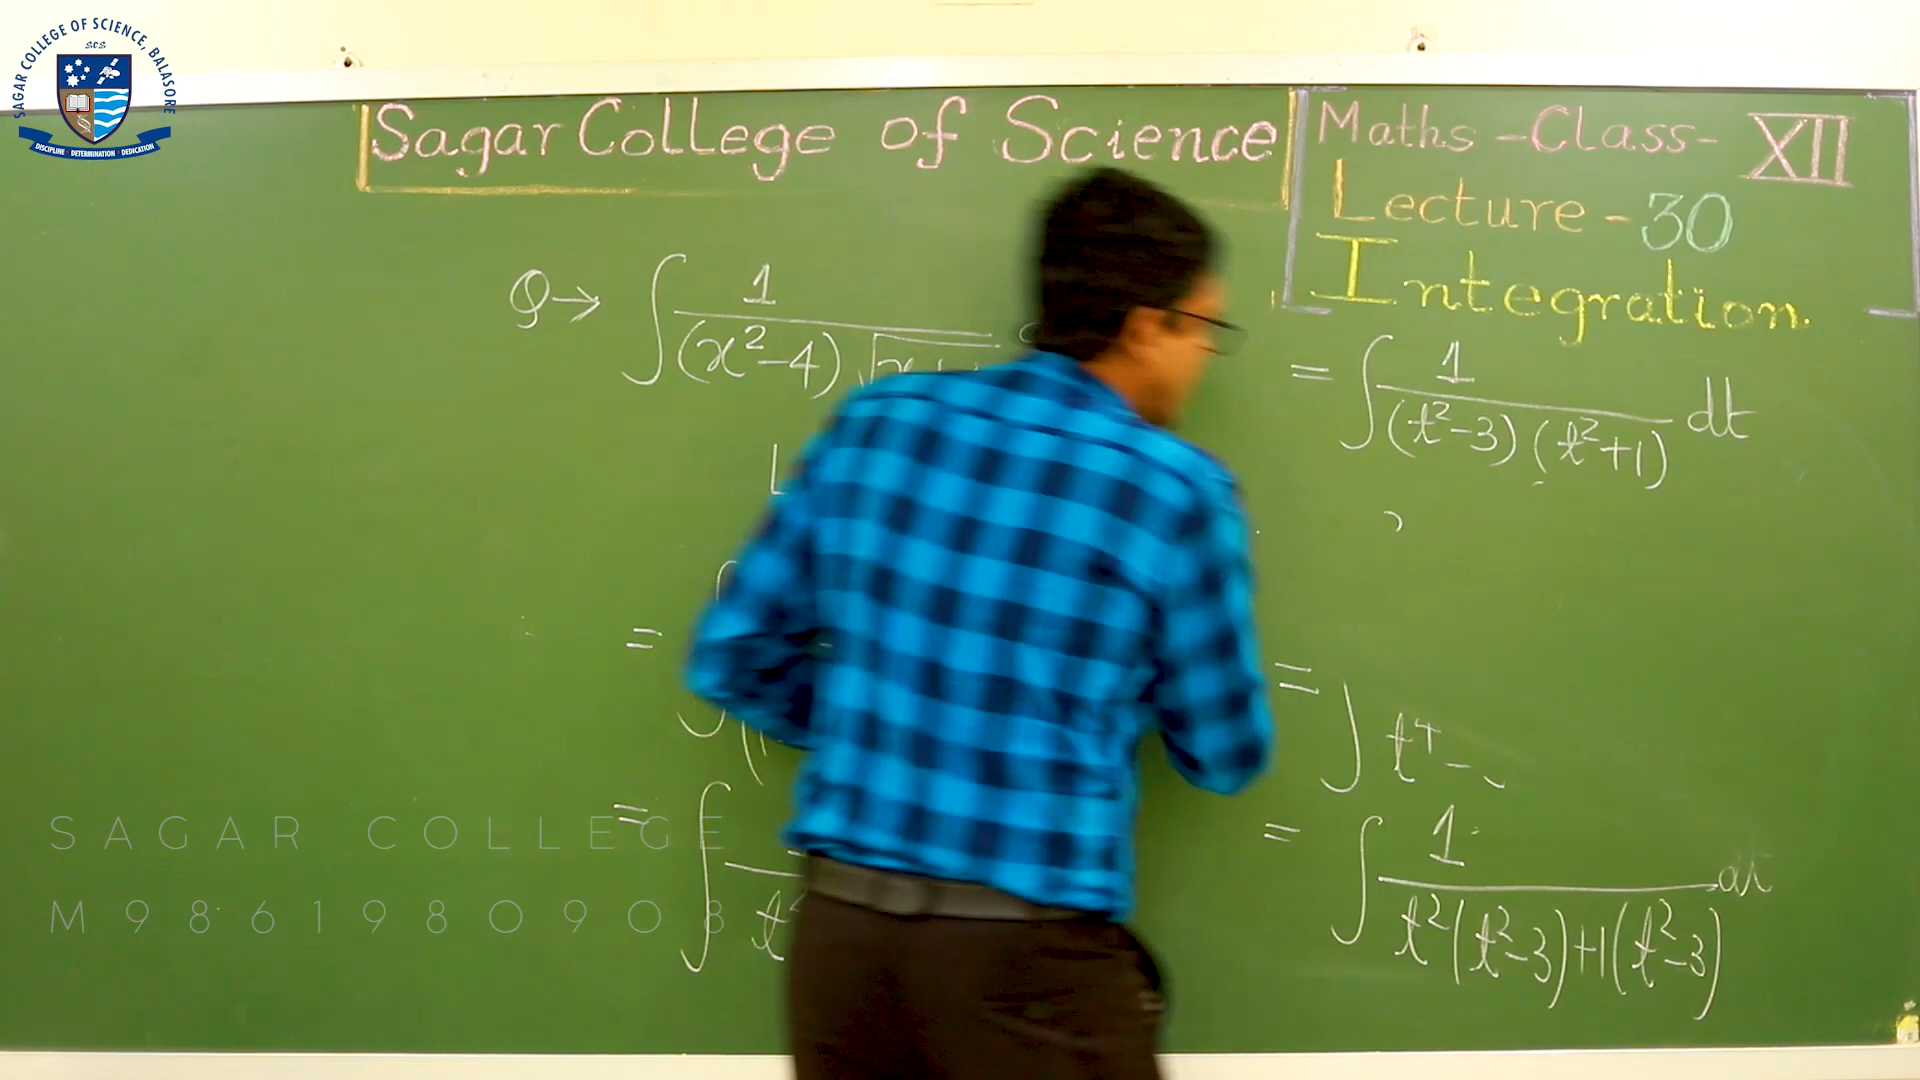 SAGAR COLLEGE OF SCIENCE, BALASORE
SCS
DISCIPLINE DETERMINATION DEDICATION
Sagar College of Science
Maths - Class - XII
Lecture - 30
Integration
Q → ∫ 1 / (x² - 4) √x
= ∫ 1 / (t² - 3) (t² + 1) dt
= ∫ t⁴ -
= ∫ 1 / t² (t² - 3) + 1 (t² - 3) dt
=
= ∫ t²
SAGAR COLLEGE
M 9861980908